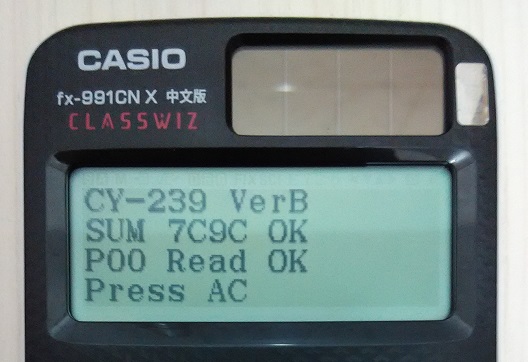 CASIO
fx-991CN X 中文版
CLASSWIZ
CY-239 VerB
SUM 7C9C OK
P00 Read OK
Press AC